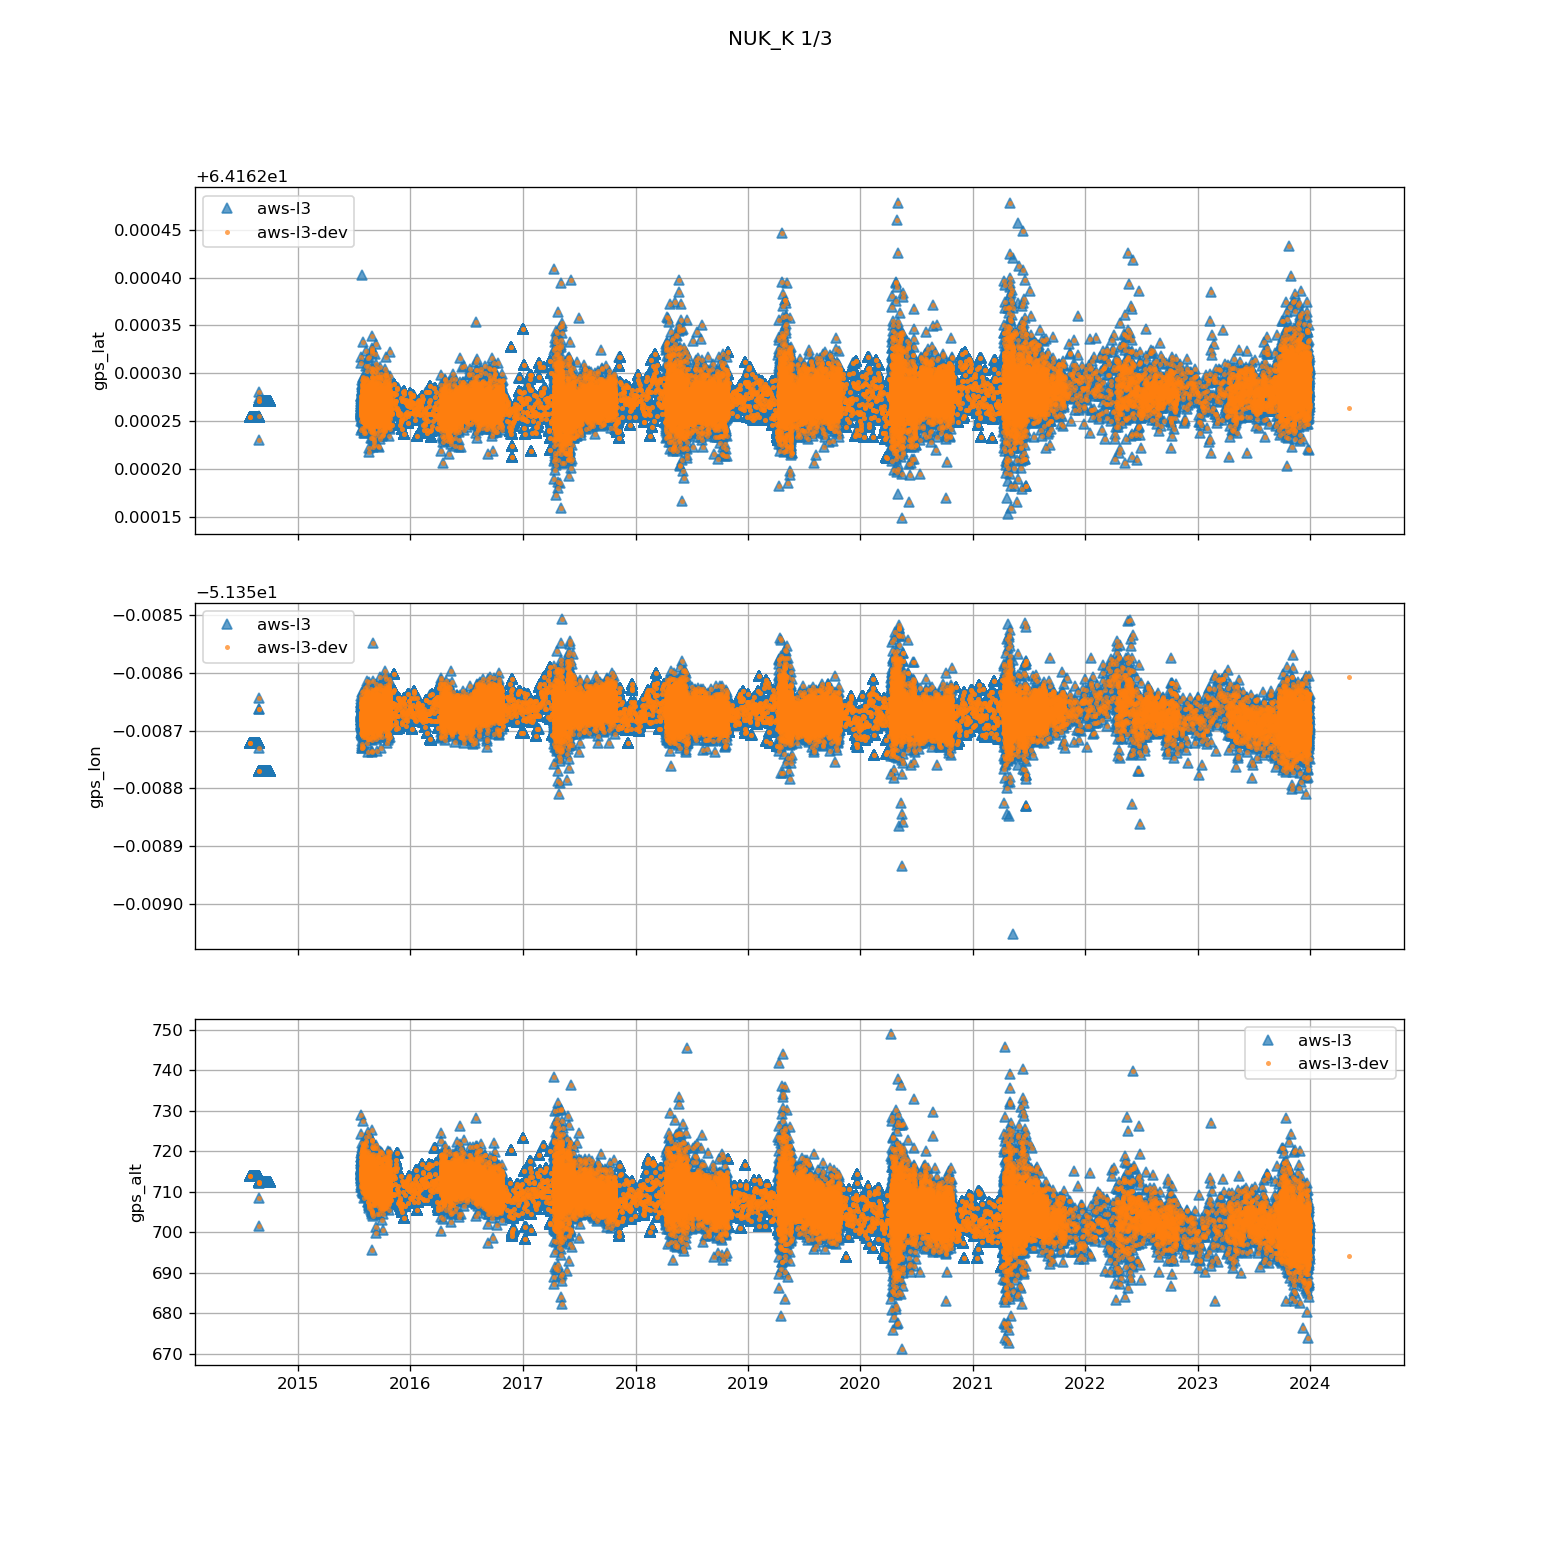 NUK_K 1/3
+6.4162e1
aws-l3
aws-l3-dev
0.00045
0.00040
0.00035
0.00030
0.00025
0.00020
0.00015
gps_lat
−5.135e1
aws-l3
aws-l3-dev
−0.0085
−0.0086
−0.0087
−0.0088
−0.0089
−0.0090
gps_lon
aws-l3
aws-l3-dev
750
740
730
720
710
700
690
680
670
gps_alt
2015 2016 2017 2018 2019 2020 2021 2022 2023 2024